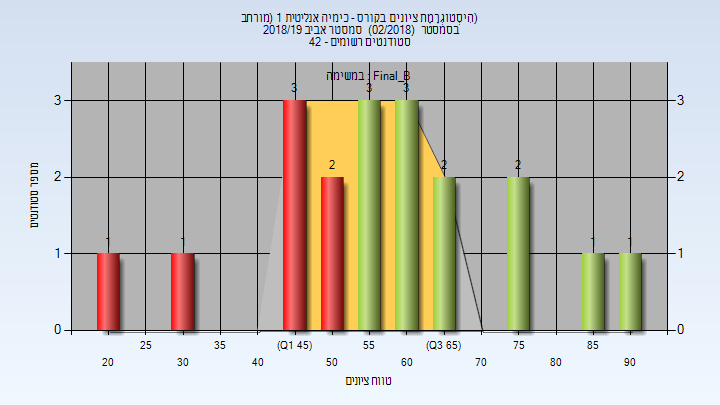 (היסטוגרמת ציונים בקורס - כימיה אנליטית 1 (מורחב
בסמסטר (02/2018) סמסטר אביב 2018/19
סטודנטים רשומים - 42
במשימה : Final_B
מספר סטודנטים
3 3
2 2
1 1
0 0
1 1 3 2 3 3 2 2 1 1
25 35 (Q1 45) 55 (Q3 65) 75 85
20 30 40 50 60 70 80 90
טווח ציונים